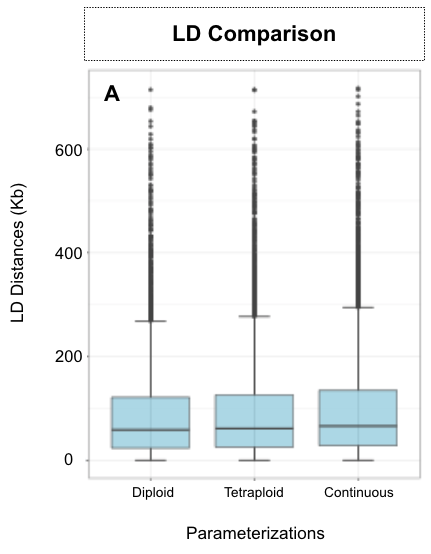 LD Comparison
A
LD Distances (Kb)
600
400
200
0
Diploid Tetraploid Continuous
Parameterizations